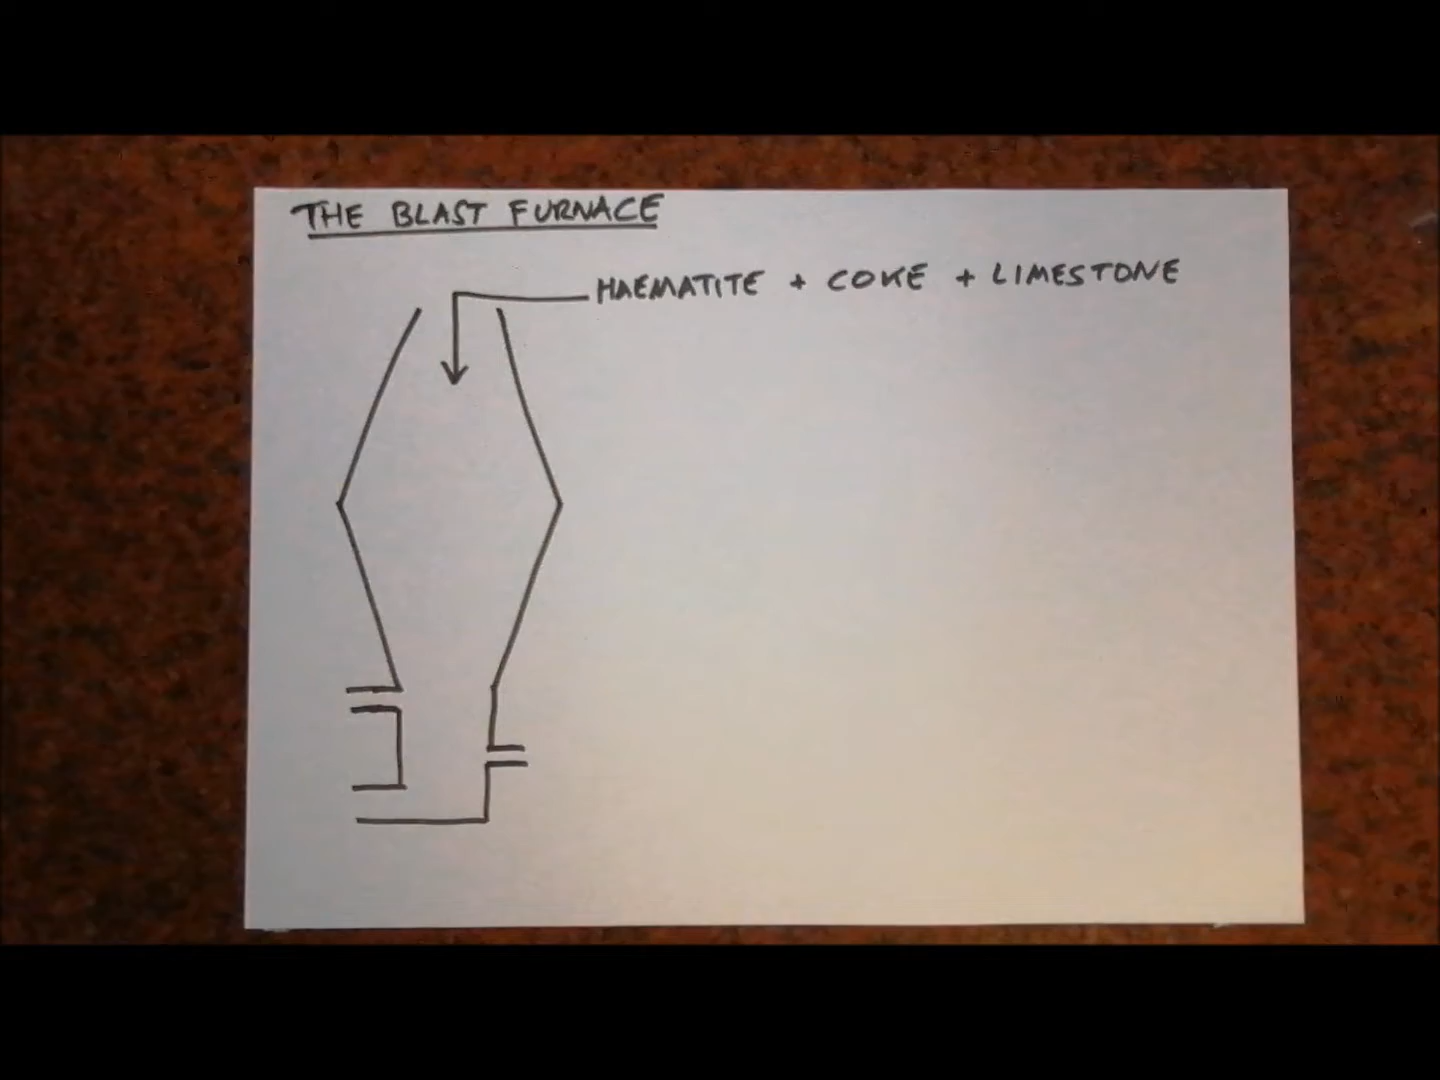 THE BLAST FURNACE
HAEMATITE + COKE + LIMESTONE